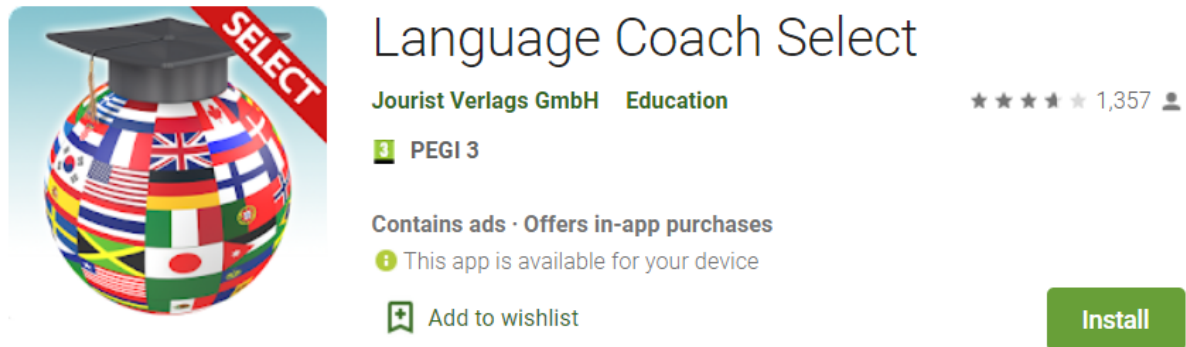 SELECT
Language Coach Select
Jourist Verlags GmbH Education
1,357
3 PEGI 3
Contains ads · Offers in-app purchases
This app is available for your device
Add to wishlist
Install